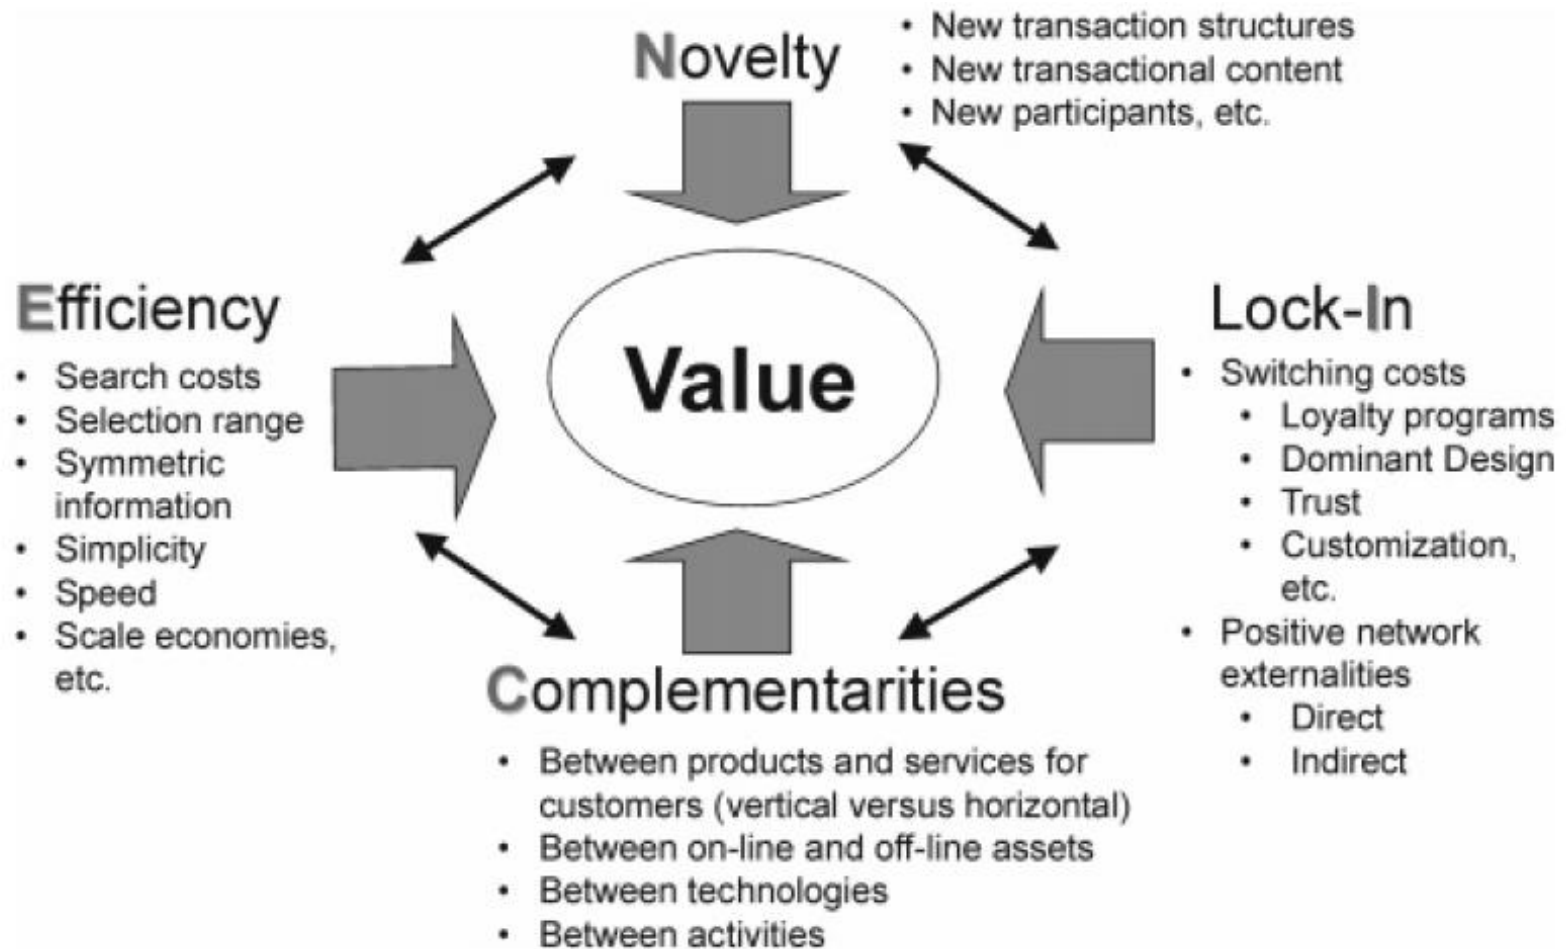 Novelty
• New transaction structures
• New transactional content
• New participants, etc.
Efficiency
• Search costs
• Selection range
• Symmetric
information
• Simplicity
• Speed
• Scale economies,
etc.
Value
Lock-In
• Switching costs
• Loyalty programs
• Dominant Design
• Trust
• Customization,
etc.
• Positive network
externalities
• Direct
• Indirect
Complementarities
• Between products and services for
customers (vertical versus horizontal)
• Between on-line and off-line assets
• Between technologies
• Between activities